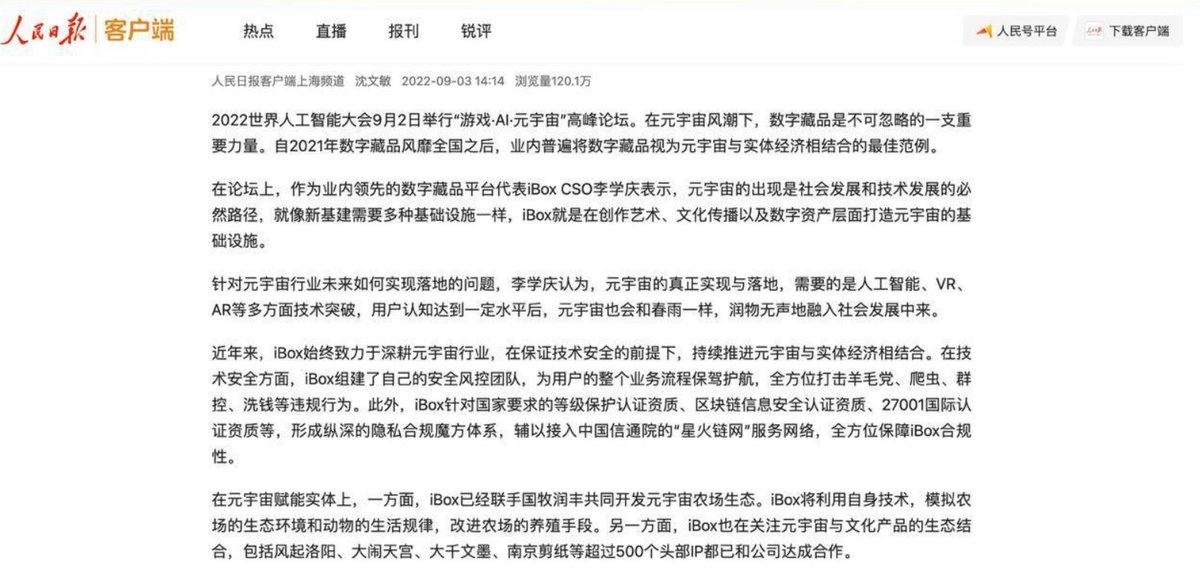 人民日报 客户端 热点 直播 报刊 锐评 人民号平台 下载客户端
人民日报客户端上海频道 沈文敏 2022-09-03 14:14 浏览量120.1万
2022世界人工智能大会9月2日举行“游戏·AI·元宇宙”高峰论坛。在元宇宙风潮下，数字藏品是不可忽略的一支重
要力量。自2021年数字藏品风靡全国之后，业内普遍将数字藏品视为元宇宙与实体经济相结合的最佳范例。
在论坛上，作为业内领先的数字藏品平台代表iBox CSO李学庆表示，元宇宙的出现是社会发展和技术发展的必
然路径，就像新基建需要多种基础设施一样，iBox就是在创作艺术、文化传播以及数字资产层面打造元宇宙的基
础设施。
针对元宇宙行业未来如何实现落地的问题，李学庆认为，元宇宙的真正实现与落地，需要的是人工智能、VR、
AR等多方面技术突破，用户认知达到一定水平后，元宇宙也会和春雨一样，润物无声地融入社会发展中来。
近年来，iBox始终致力于深耕元宇宙行业，在保证技术安全的前提下，持续推进元宇宙与实体经济相结合。在技
术安全方面，iBox组建了自己的安全风控团队，为用户的整个业务流程保驾护航，全方位打击羊毛党、爬虫、群
控、洗钱等违规行为。此外，iBox针对国家要求的等级保护认证资质、区块链信息安全认证资质、27001国际认
证资质等，形成纵深的隐私合规魔方体系，辅以接入中国信通院的“星火链网”服务网络，全方位保障iBox合规
性。
在元宇宙赋能实体上，一方面，iBox已经联手国牧润丰共同开发元宇宙农场生态。iBox将利用自身技术，模拟农
场的生态环境和动物的生活规律，改进农场的养殖手段。另一方面，iBox也在关注元宇宙与文化产品的生态结
合，包括风起洛阳、大闹天宫、大千文墨、南京剪纸等超过500个头部IP都已和公司达成合作。